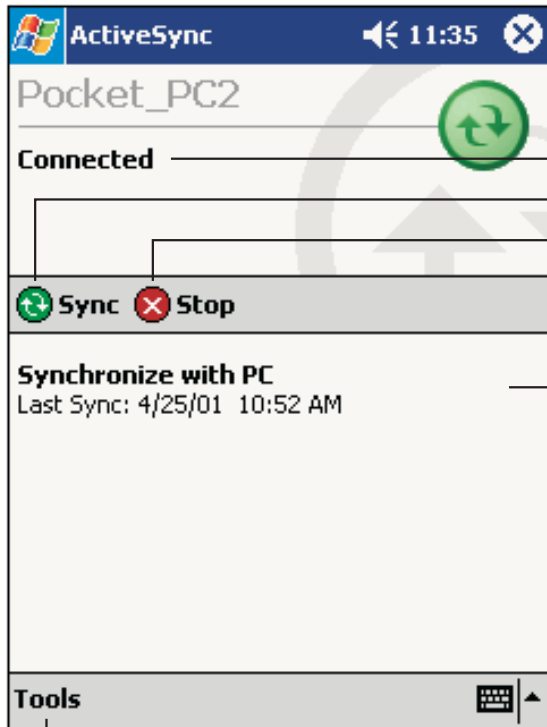 ActiveSync 11:35
Pocket_PC2
Connected
Sync Stop
Synchronize with PC
Last Sync: 4/25/01 10:52 AM
Tools